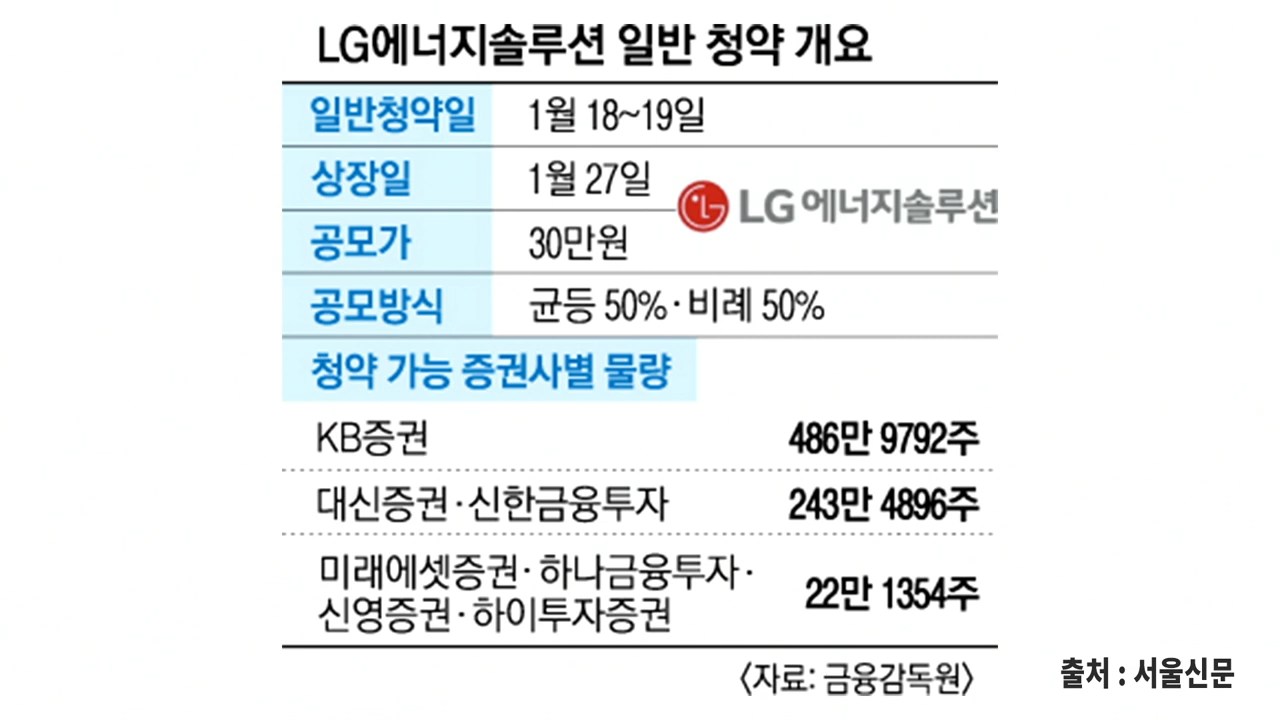 LG에너지솔루션 일반 청약 개요
일반청약일 1월 18~19일
상장일 1월 27일
LG 에너지솔루션
공모가 30만원
공모방식 균등 50%·비례 50%
청약 가능 증권사별 물량
KB증권 486만 9792주
대신증권·신한금융투자 243만 4896주
미래에셋증권·하나금융투자·
신영증권·하이투자증권 22만 1354주
〈자료: 금융감독원〉
출처 : 서울신문